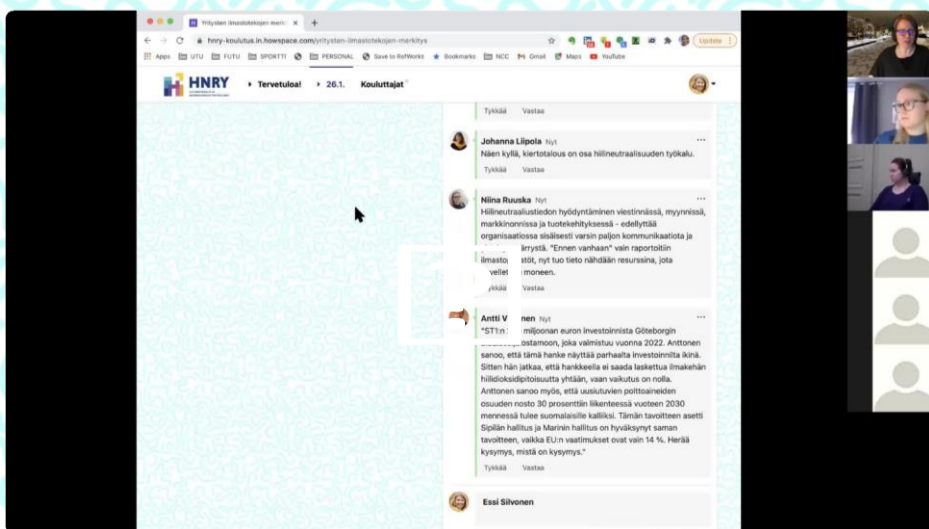 Yritysten ilmastotekojen merki
hnry-koulutus.in.howspace.com/yritysten-ilmastotekojen-merkitys
Update
Apps UTU FUTU SPORTTI PERSONAL Save to RefWorks Bookmarks NCC Gmail Maps YouTube
HNRY Tervetuloa! 26.1. Kouluttajat
Tykkää Vastaa
Johanna Liipola Nyt
Näen kyllä, kiertotalous on osa hiilineutraalisuuden työkalu.
Tykkää Vastaa
Niina Ruuska Nyt
Hiilineutraaliustiedon hyödyntäminen viestinnässä, myynnissä,
markkinonnissa ja tuotekehityksessä - edellyttää
organisaatiossa sisäisesti varsin paljon kommunikaatiota ja
"Ennen vanhaan" vain raportoitiin
nyt tuo tieto nähdään resurssina, jota
moneen.
Vastaa
Antti Nyt
"ST1:n miljoonan euron investoinnista Göteborgin
joka valmistuu vuonna 2022. Anttonen
sanoo, että tämä hanke näyttää parhaalta investoinnilta ikinä.
Sitten hän jatkaa, että hankkeella ei saada laskettua ilmakehän
hiilidioksidipitoisuutta yhtään, vaan vaikutus on nolla.
Anttonen sanoo myös, että uusiutuvien polttoaineiden
osuuden nosto 30 prosenttiin liikenteessä vuoteen 2030
mennessä tulee suomalaisille kalliiksi. Tämän tavoitteen asetti
Sipilän hallitus ja Marinin hallitus on hyväksynyt saman
tavoitteen, vaikka EU:n vaatimukset ovat vain 14 %. Herää
kysymys, mistä on kysymys."
Tykkää Vastaa
Essi Silvonen